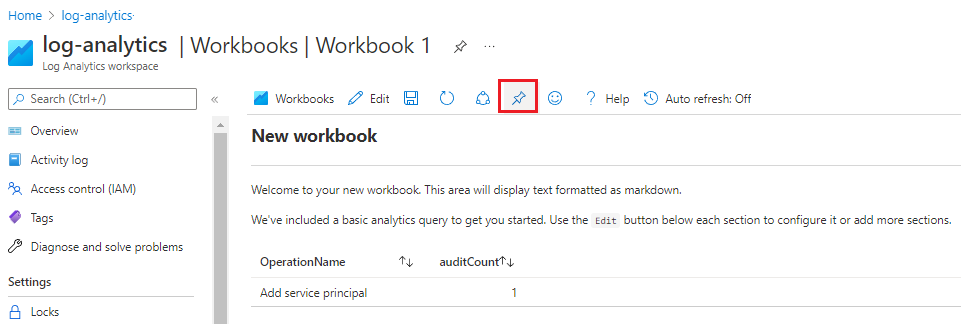 Home > log-analytics
log-analytics | Workbooks | Workbook 1 ...
Log Analytics workspace
Search (Ctrl+/) «
Workbooks Edit ? Help Auto refresh: Off
Overview
Activity log
Access control (IAM)
Tags
Diagnose and solve problems
Settings
Locks
New workbook
Welcome to your new workbook. This area will display text formatted as markdown.
We've included a basic analytics query to get you started. Use the Edit button below each section to configure it or add more sections.
OperationName ↑↓ auditCount↑↓
Add service principal 1